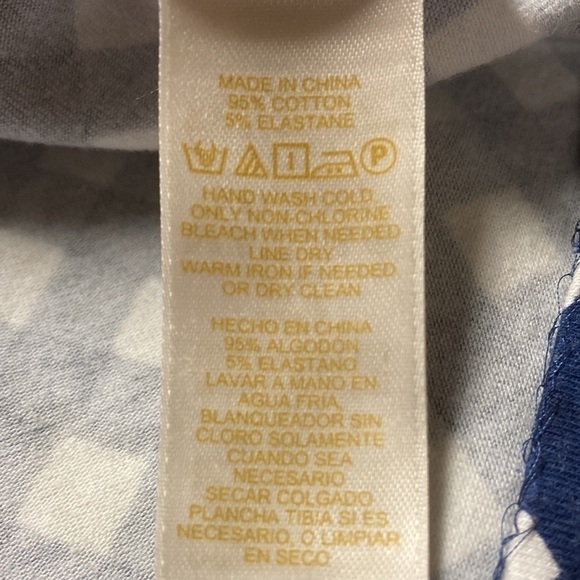 MADE IN CHINA
95% COTTON
5% ELASTANE
P
HAND WASH COLD
ONLY NON-CHLORINE
BLEACH WHEN NEEDED
LINE DRY
WARM IRON IF NEEDED
OR DRY CLEAN
HECHO EN CHINA
95% ALGODON
5% ELASTANO
LAVAR A MANO EN
AGUA FRÍA
BLANQUEADOR SIN
CLORO SOLAMENTE
CUANDO SEA
NECESARIO
SECAR COLGADO
PLANCHA TIBIA SI ES
NECESARIO, O LIMPIAR
EN SECO